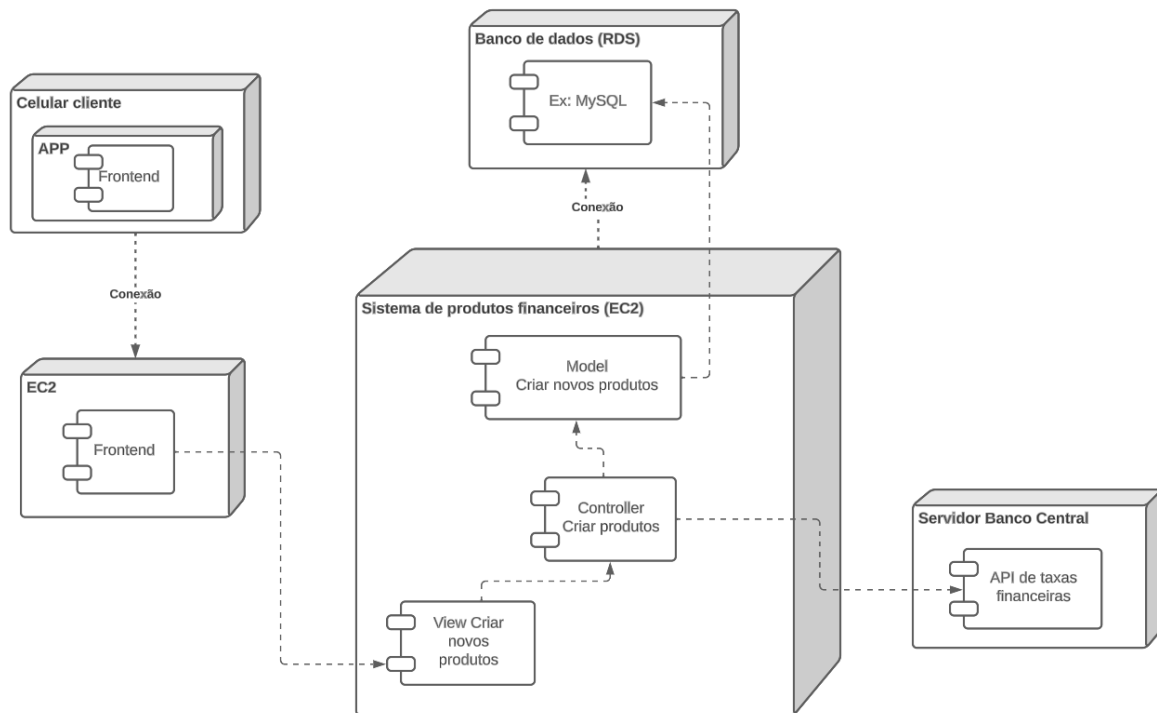 Banco de dados (RDS)
Ex: MySQL
Celular cliente
APP
Frontend
Conexão
Conexão
Sistema de produtos financeiros (EC2)
Model
Criar novos produtos
EC2
Frontend
Controller
Criar produtos
Servidor Banco Central
API de taxas
financeiras
View Criar
novos
produtos